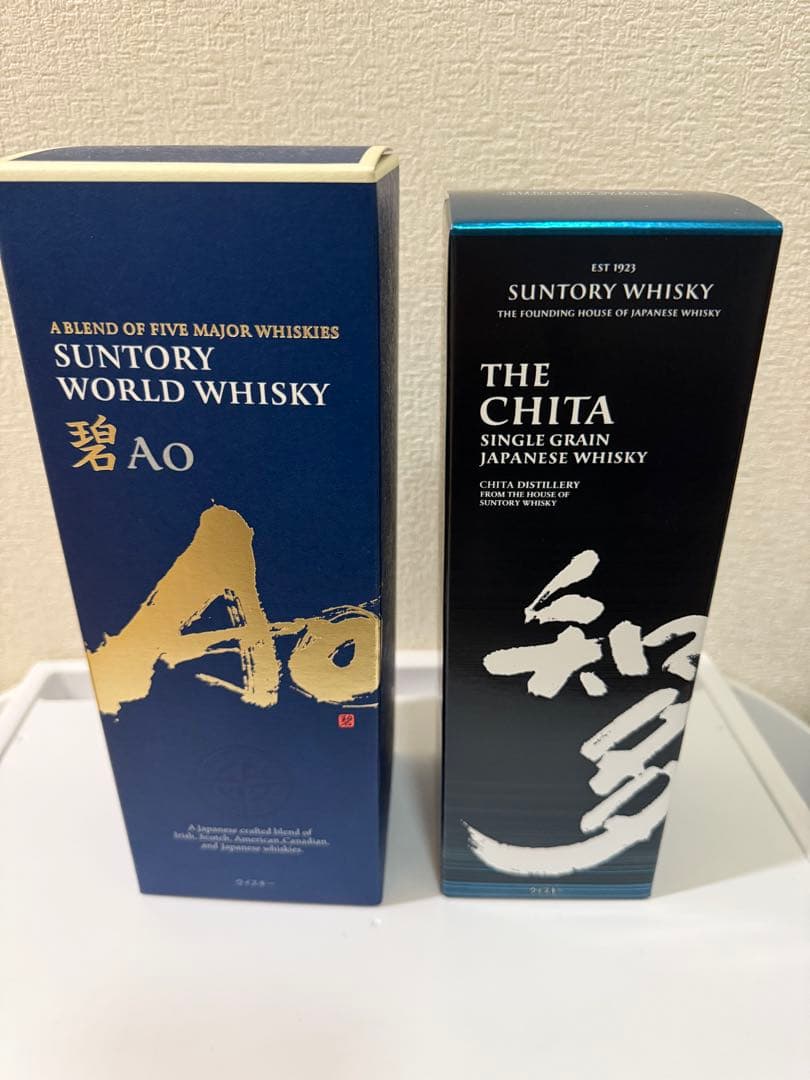 A BLEND OF FIVE MAJOR WHISKIES
SUNTORY
WORLD WHISKY
碧 AO
Ao
碧
A Japanese crafted blend of
Irish, Scotch, American, Canadian
and Japanese whiskies.
ウイスキー
EST 1923
SUNTORY WHISKY
THE FOUNDING HOUSE OF JAPANESE WHISKY
THE
CHITA
SINGLE GRAIN
JAPANESE WHISKY
CHITA DISTILLERY
FROM THE HOUSE OF
SUNTORY WHISKY
知
多
ウイスキー